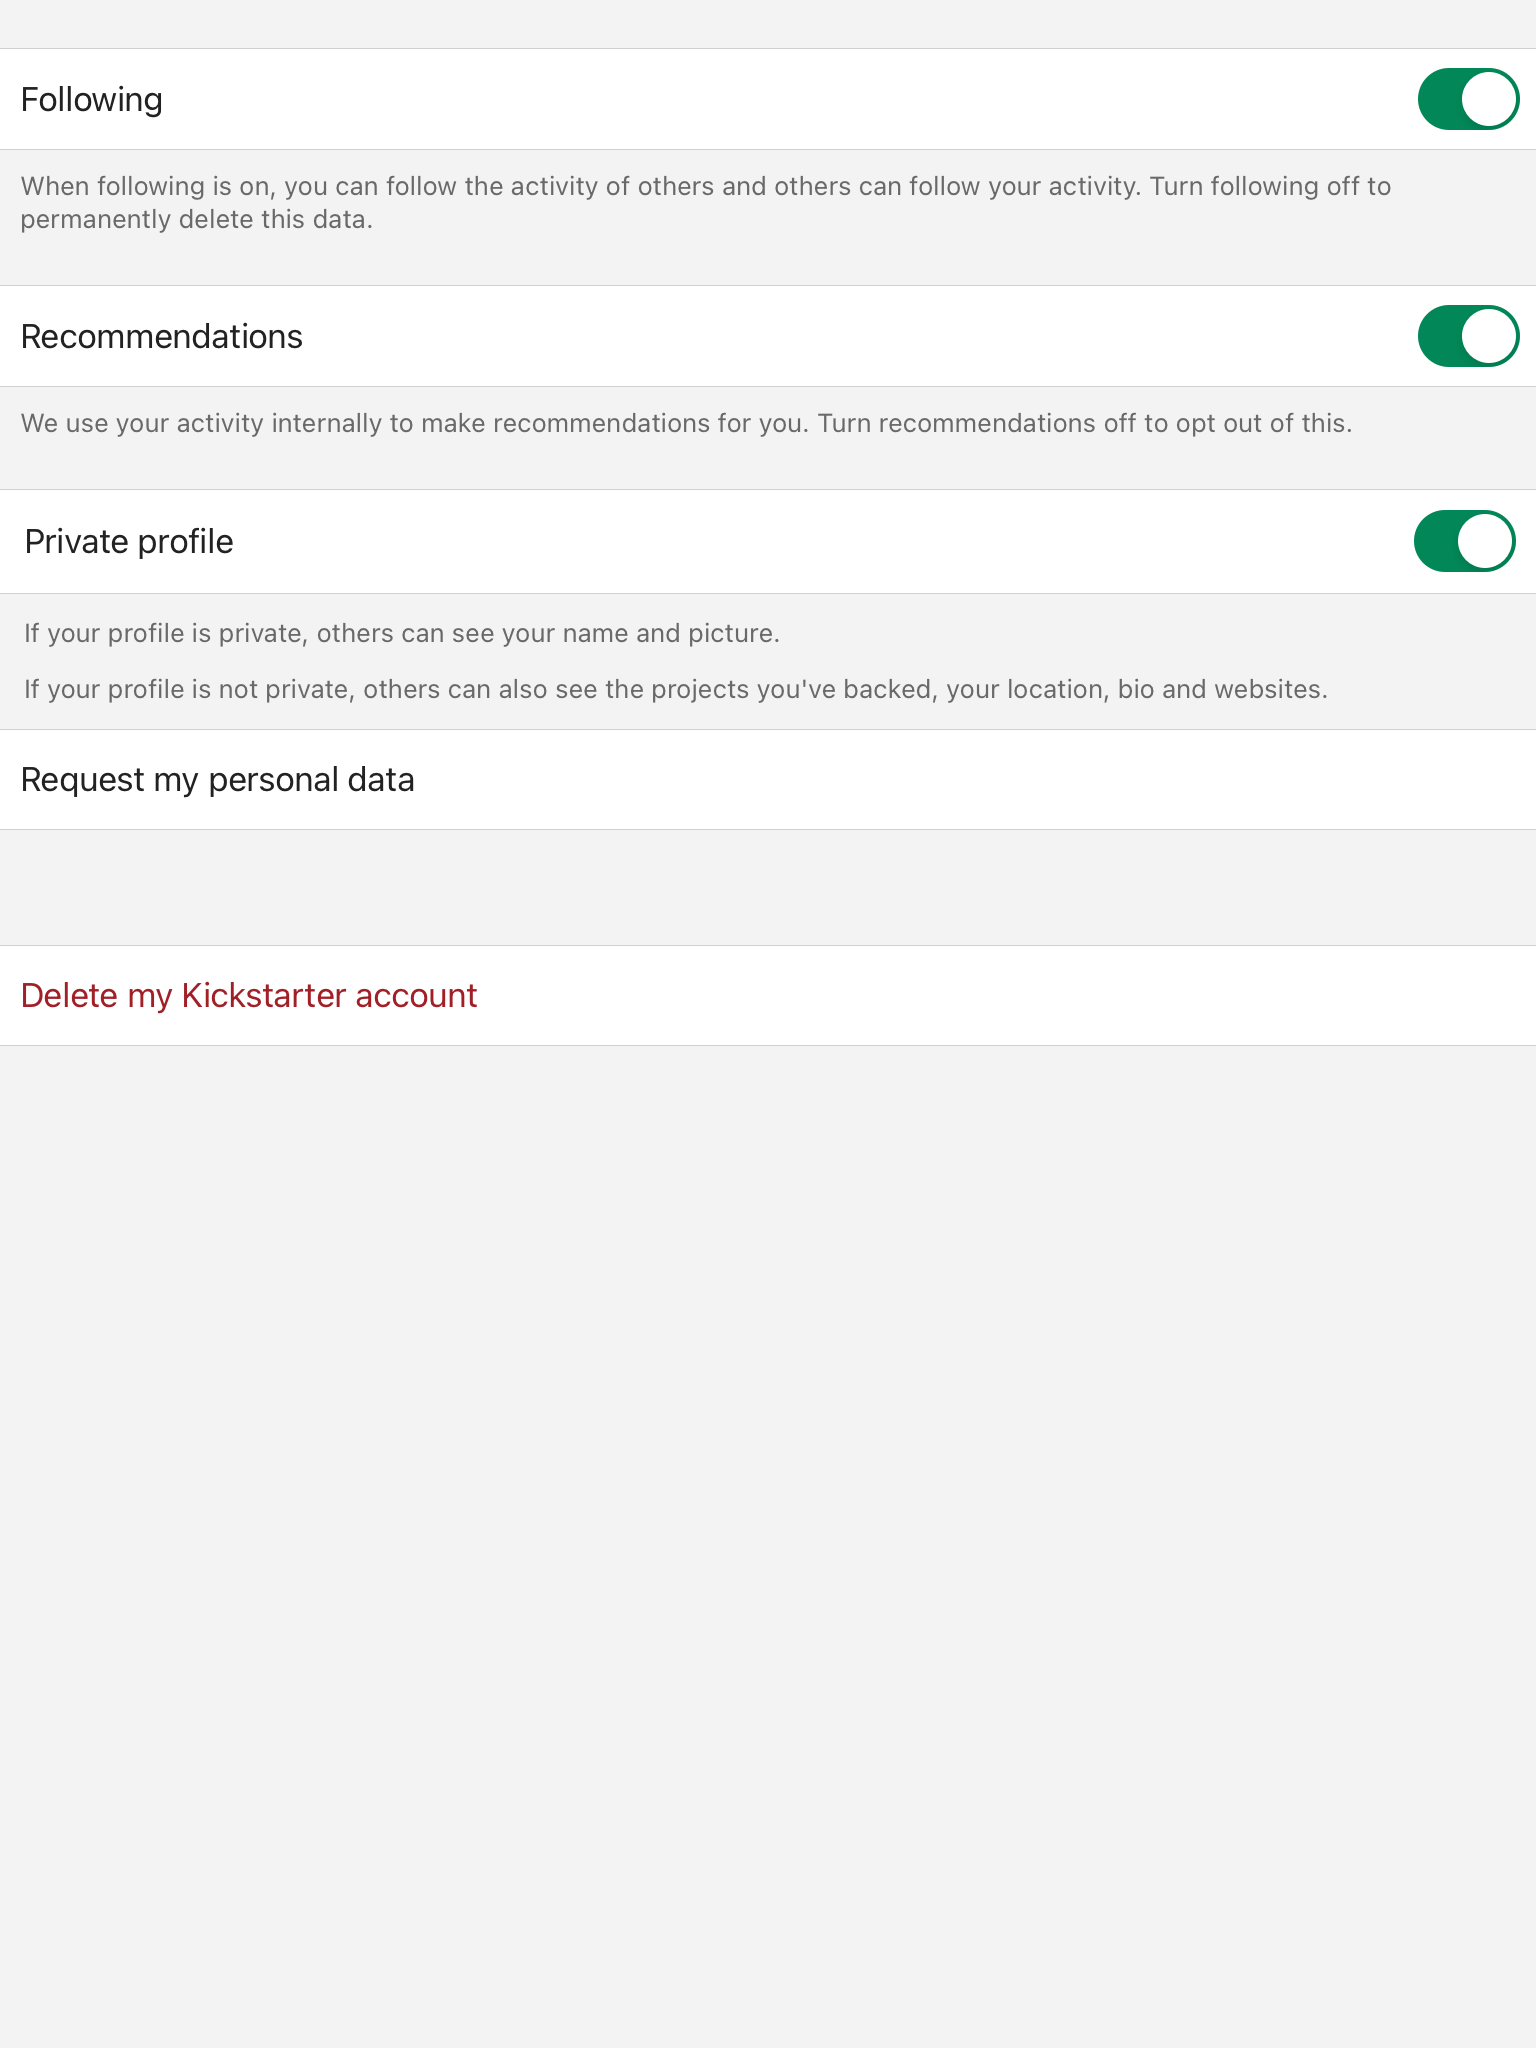 Following
When following is on, you can follow the activity of others and others can follow your activity. Turn following off to
permanently delete this data.
Recommendations
We use your activity internally to make recommendations for you. Turn recommendations off to opt out of this.
Private profile
If your profile is private, others can see your name and picture.
If your profile is not private, others can also see the projects you've backed, your location, bio and websites.
Request my personal data
Delete my Kickstarter account